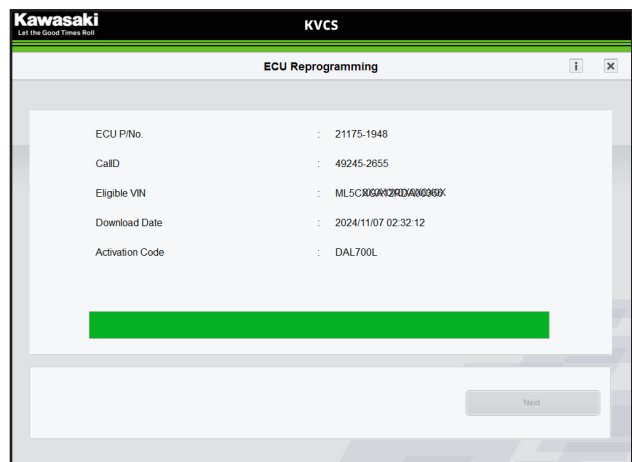 Kawasaki
Let the Good Times Roll
KVCS
ECU Reprogramming
ECU P/No. : 21175-1948
CalID : 49245-2655
Eligible VIN :
Download Date : 2024/11/07 02:32:12
Activation Code : DAL700L
Next